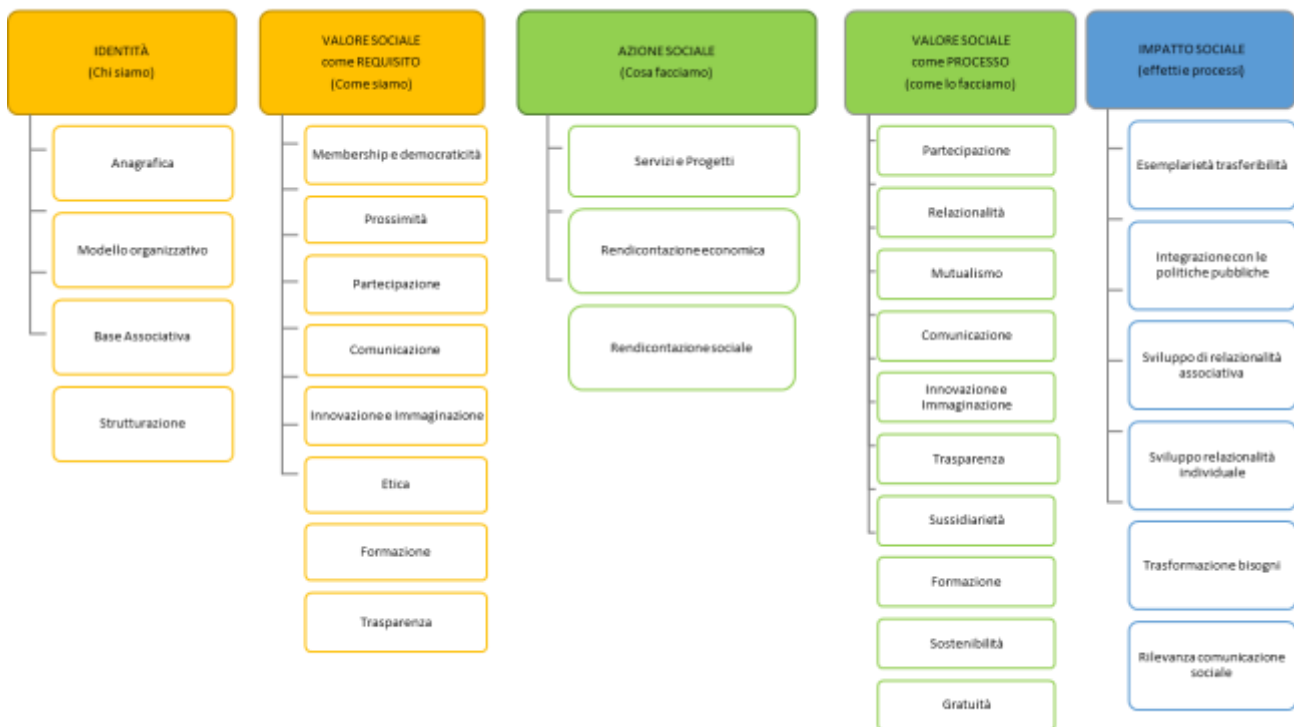 IDENTITÀ
(Chi siamo)
Anagrafica
Modello organizzativo
Base Associativa
Strutturazione
VALORE SOCIALE
come REQUISITO
(Come siamo)
Membership e democraticità
Prossimità
Partecipazione
Comunicazione
Innovazione e Immaginazione
Etica
Formazione
Trasparenza
AZIONE SOCIALE
(Cosa facciamo)
Servizi e Progetti
Rendicontazione economica
Rendicontazione sociale
VALORE SOCIALE
come PROCESSO
(come lo facciamo)
Partecipazione
Relazionalità
Mutualismo
Comunicazione
Innovazione e
Immaginazione
Trasparenza
Sussidiarietà
Formazione
Sostenibilità
Gratuità
IMPATTO SOCIALE
(effetti e processi)
Esemplarietà trasferibilità
Integrazione con le
politiche pubbliche
Sviluppo di relazionalità
associativa
Sviluppo relazionalità
individuale
Trasformazione bisogni
Rilevanza comunicazione
sociale